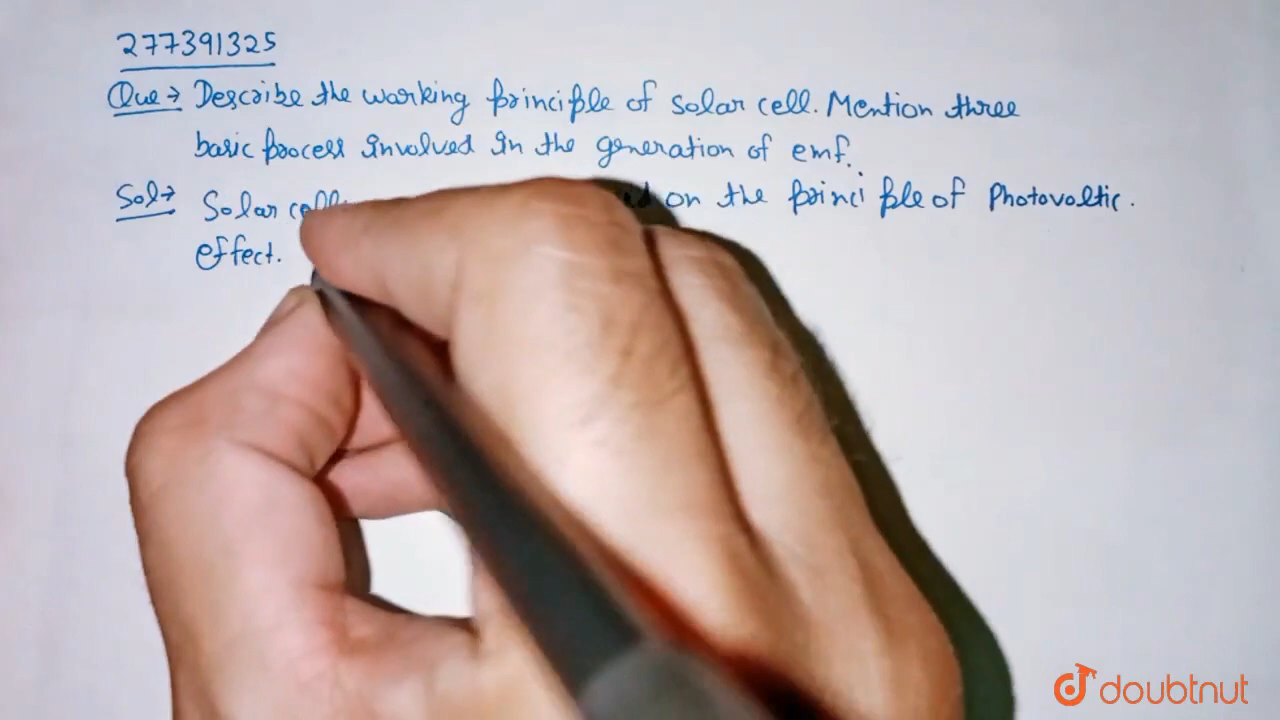 277391325
Que → Describe the working principle of solar cell. Mention three
basic process involved in the generation of emf.
Sol → Solar cell on the principle of Photovoltic.
effect.
doubtnut